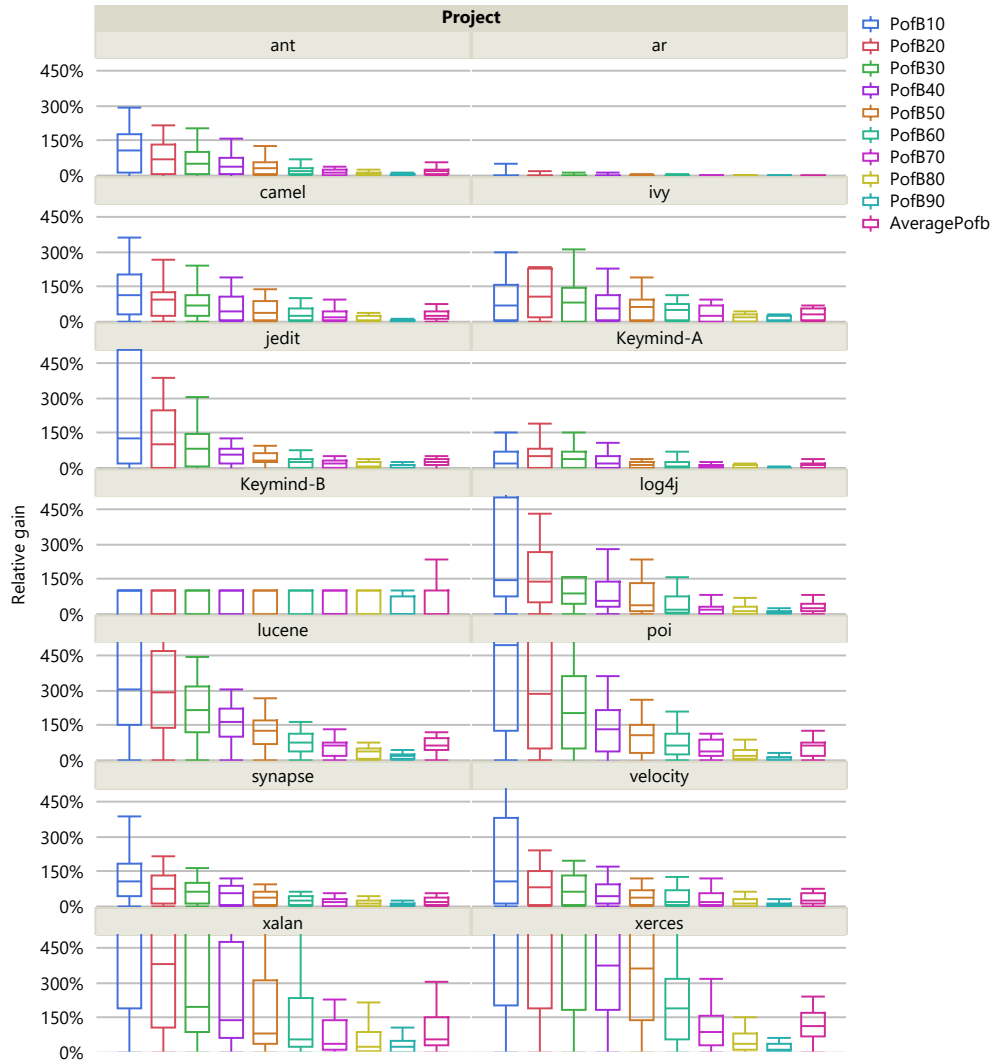 Project
ant ar
450%
300%
150%
0%
camel ivy
450%
300%
150%
0%
jedit Keymind-A
450%
300%
150%
0%
Keymind-B log4j
450%
300%
150%
0%
lucene poi
450%
300%
150%
0%
synapse velocity
450%
300%
150%
0%
xalan xerces
450%
300%
150%
0%
Relative gain
PofB10
PofB20
PofB30
PofB40
PofB50
PofB60
PofB70
PofB80
PofB90
AveragePofb